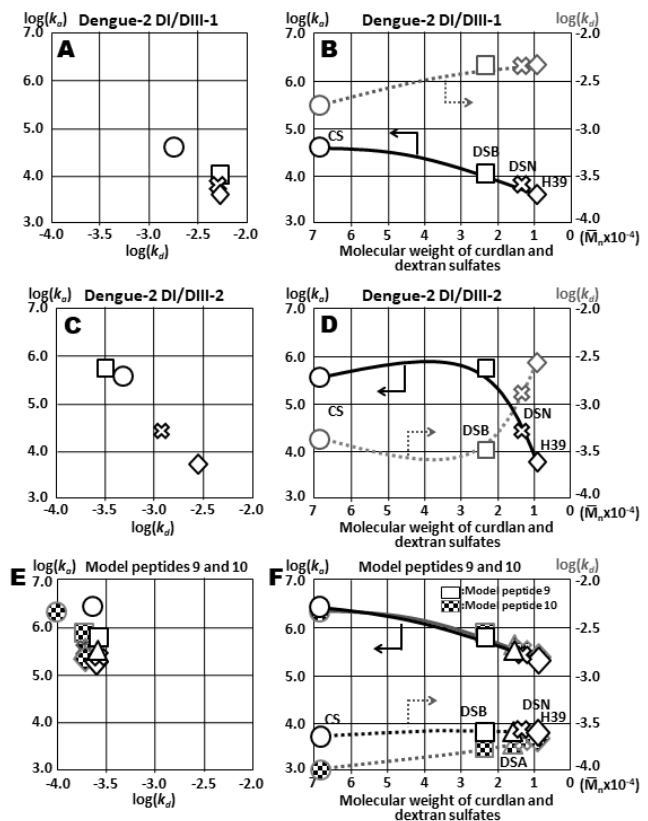 log(kₐ) Dengue-2 DI/DIII-1
A
7.0
6.0
5.0
4.0
3.0
-4.0 -3.5 -3.0 -2.5 -2.0
log(k_d)
log(kₐ) Dengue-2 DI/DIII-1 log(k_d)
B
7.0
6.0
5.0
4.0
3.0
-2.0
-2.5
-3.0
-3.5
-4.0
CS
DSB
DSN
H39
7 6 5 4 3 2 1 0 (M̅ₙx10⁻⁴)
Molecular weight of curdlan and
dextran sulfates
log(kₐ) Dengue-2 DI/DIII-2
C
7.0
6.0
5.0
4.0
3.0
-4.0 -3.5 -3.0 -2.5 -2.0
log(k_d)
log(kₐ) Dengue-2 DI/DIII-2 log(k_d)
D
7.0
6.0
5.0
4.0
3.0
-2.0
-2.5
-3.0
-3.5
-4.0
CS
DSB
DSN
H39
7 6 5 4 3 2 1 0 (M̅ₙx10⁻⁴)
Molecular weight of curdlan and
dextran sulfates
log(kₐ) Model peptides 9 and 10
E
7.0
6.0
5.0
4.0
3.0
-4.0 -3.5 -3.0 -2.5 -2.0
log(k_d)
log(kₐ) Model peptides 9 and 10 log(k_d)
F
:Model peptide 9
:Model peptide 10
7.0
6.0
5.0
4.0
3.0
-2.0
-2.5
-3.0
-3.5
-4.0
CS
DSB
DSN
H39
DSA
7 6 5 4 3 2 1 0 (M̅ₙx10⁻⁴)
Molecular weight of curdlan and
dextran sulfates